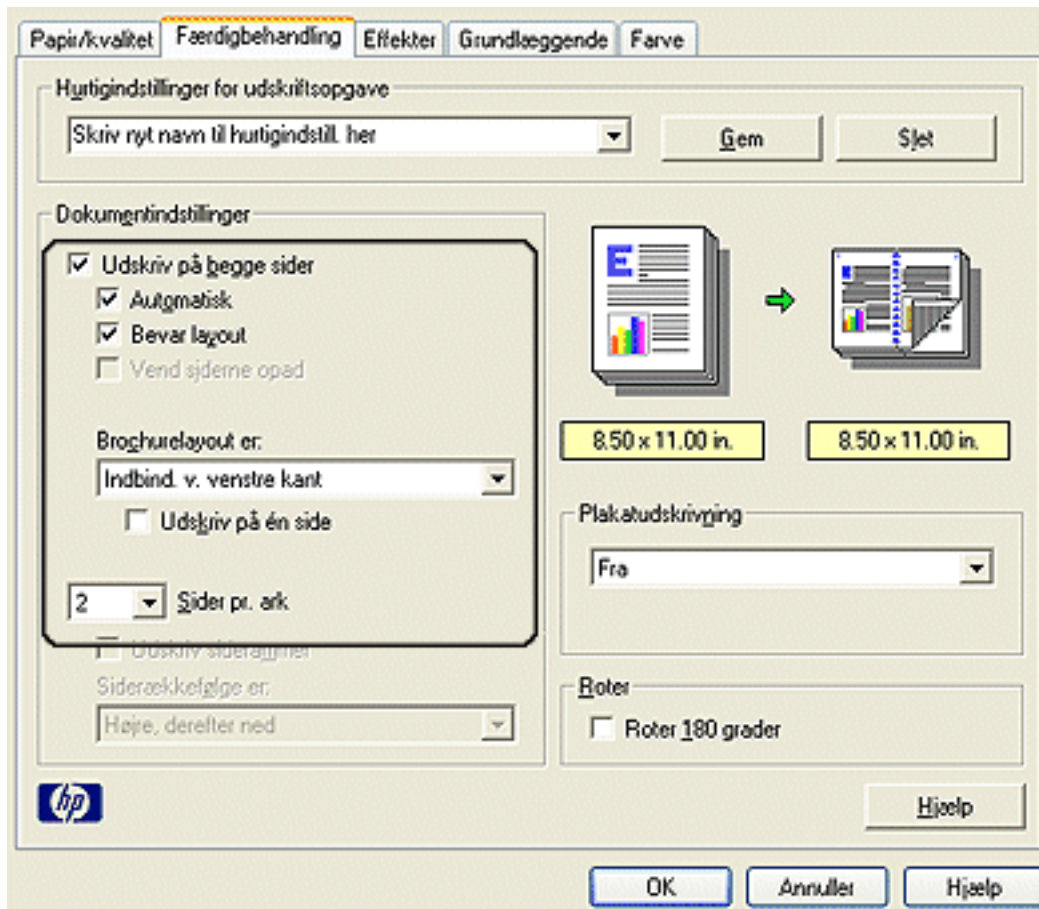 Papir/kvalitet Færdigbehandling Effekter Grundlæggende Farve
Hurtigindstillinger for udskriftsopgave
Skriv nyt navn til hurtigindstill. her Gem Slet
Dokumentindstillinger
Udskriv på begge sider
Automatisk
Bevar layout
Vend siderne opad
Brochurelayout er:
Indbind. v. venstre kant
Udskriv på én side
2 Sider pr. ark
Udskriv siderammer
Siderækkefølge er:
Højre, derefter ned
E
8.50 x 11.00 in. 8.50 x 11.00 in.
Plakatudskrivning
Fra
Roter
Roter 180 grader
hp
Hjælp
OK Annuller Hjælp